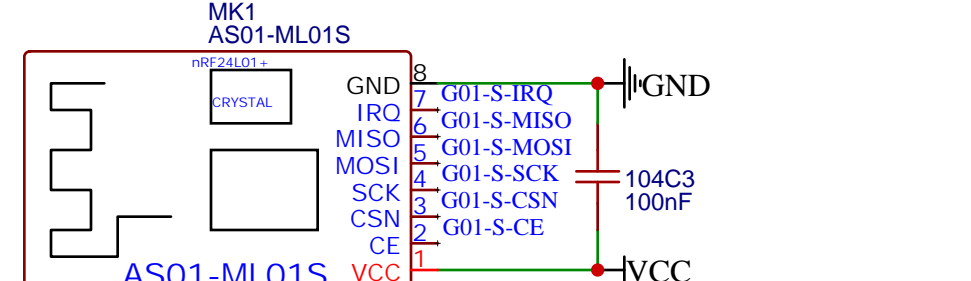 MK1
AS01-ML01S
nRF24L01+
CRYSTAL
GND 8 GND
IRQ 7 G01-S-IRQ
MISO 6 G01-S-MISO
MOSI 5 G01-S-MOSI
SCK 4 G01-S-SCK
104C3
100nF
CSN 3 G01-S-CSN
CE 2 G01-S-CE
AS01-ML01S
VCC 1 VCC